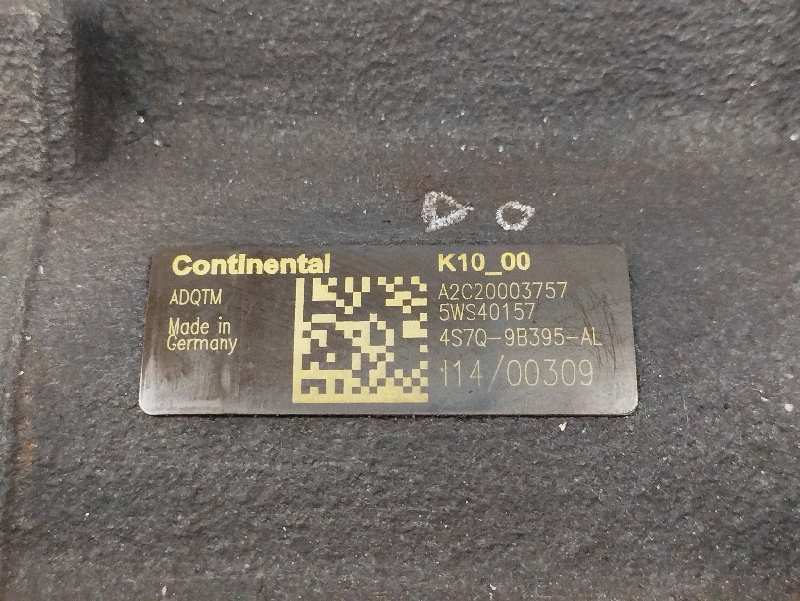 Continental
K10_00
ADQTM
A2C20003757
5WS40157
Made in
Germany
4S7Q-9B395-AL
114/00309